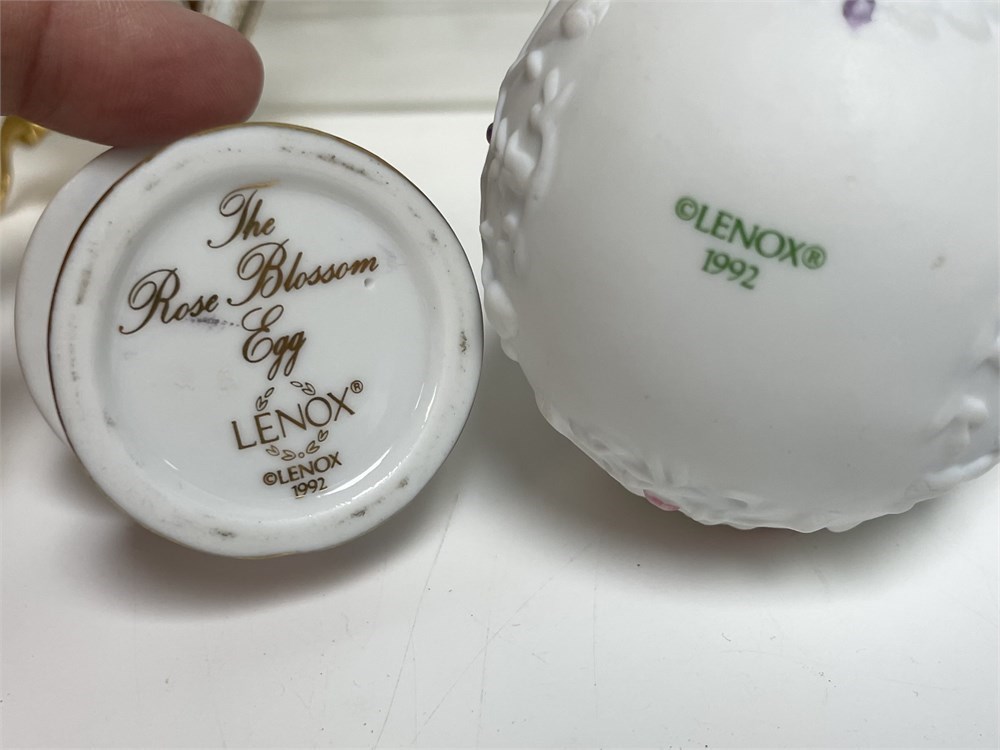 The
Rose Blossom
Egg
LENOX®
©LENOX
1992
©LENOX®
1992